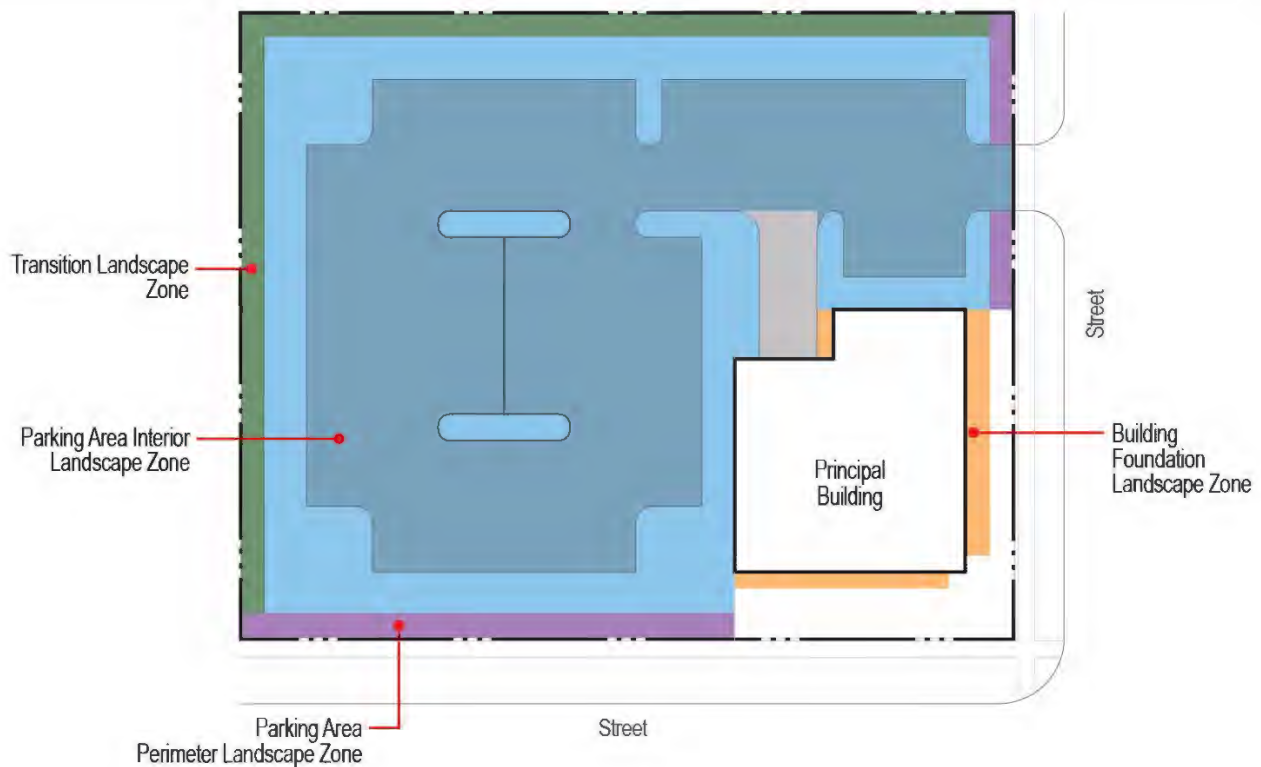 Transition Landscape
Zone
Street
Parking Area Interior
Landscape Zone
Principal
Building
Building
Foundation
Landscape Zone
Parking Area
Perimeter Landscape Zone
Street